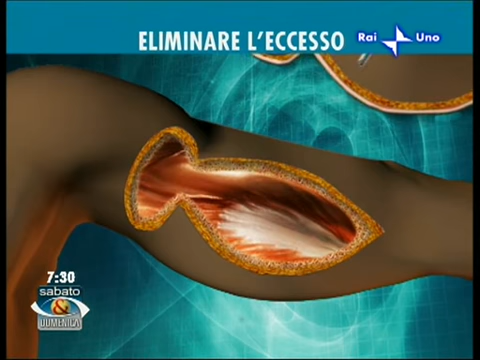 ELIMINARE L'ECCESSO
Rai Uno
7:30
sabato
&
DOMENICA